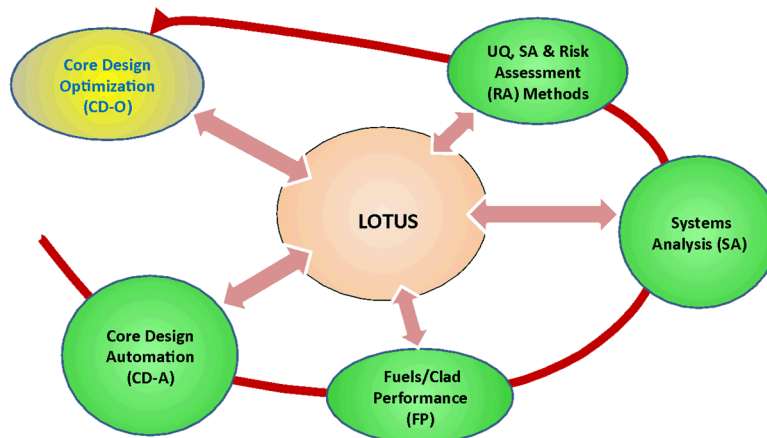 Core Design
Optimization
(CD-O)
UQ, SA & Risk
Assessment
(RA) Methods
LOTUS
Systems
Analysis (SA)
Core Design
Automation
(CD-A)
Fuels/Clad
Performance
(FP)